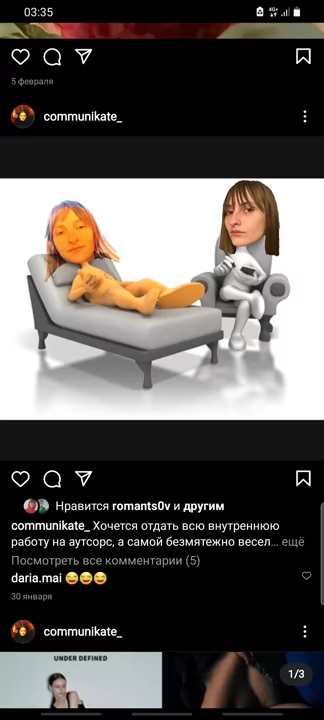 03:35
4G+
5 февраля
communikate_
Нравится romants0v и другим
communikate_ Хочется отдать всю внутреннюю
работу на аутсорс, а самой безмятежно весел... ещё
Посмотреть все комментарии (5)
daria.mai 😂😂😂
30 января
communikate_
UNDER DEFINED
1/3